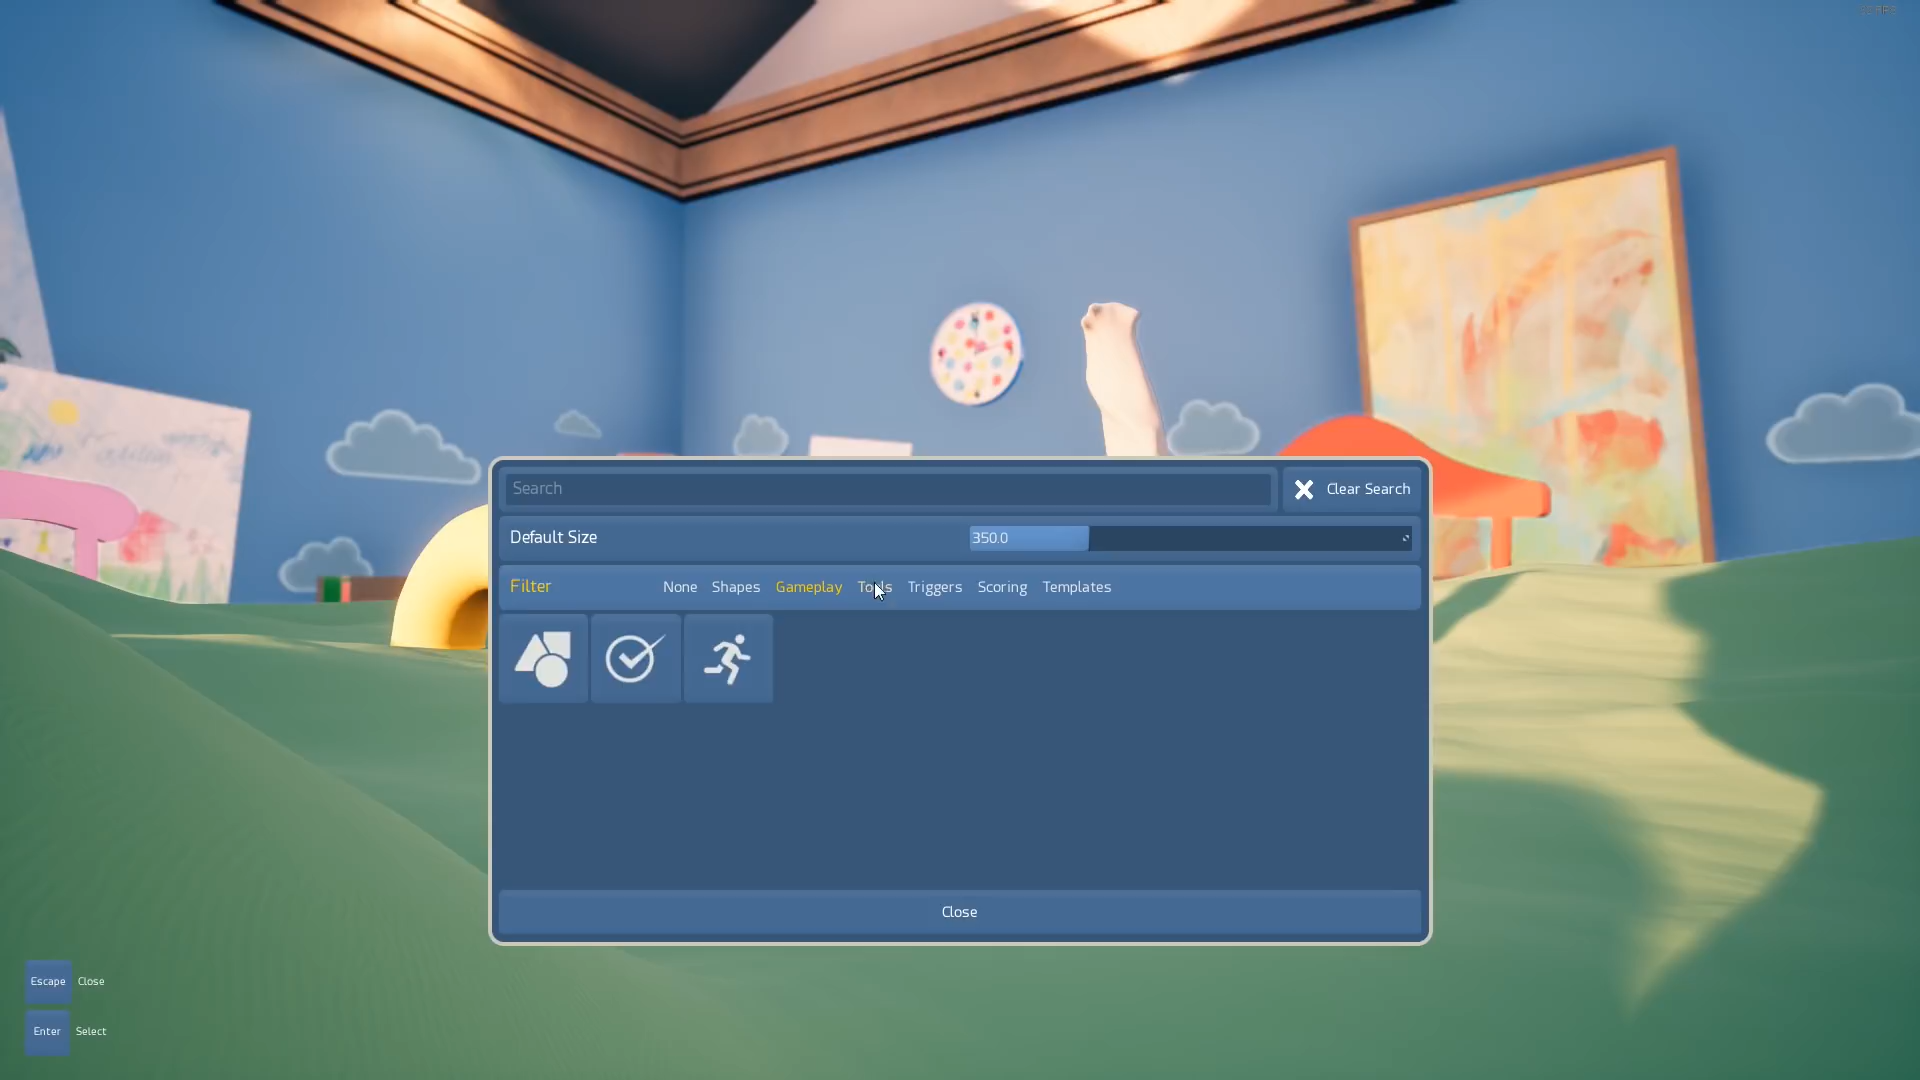 Search
Clear Search
Default Size
350.0
Filter
None Shapes Gameplay Tools Triggers Scoring Templates
Close
Escape Close
Enter Select